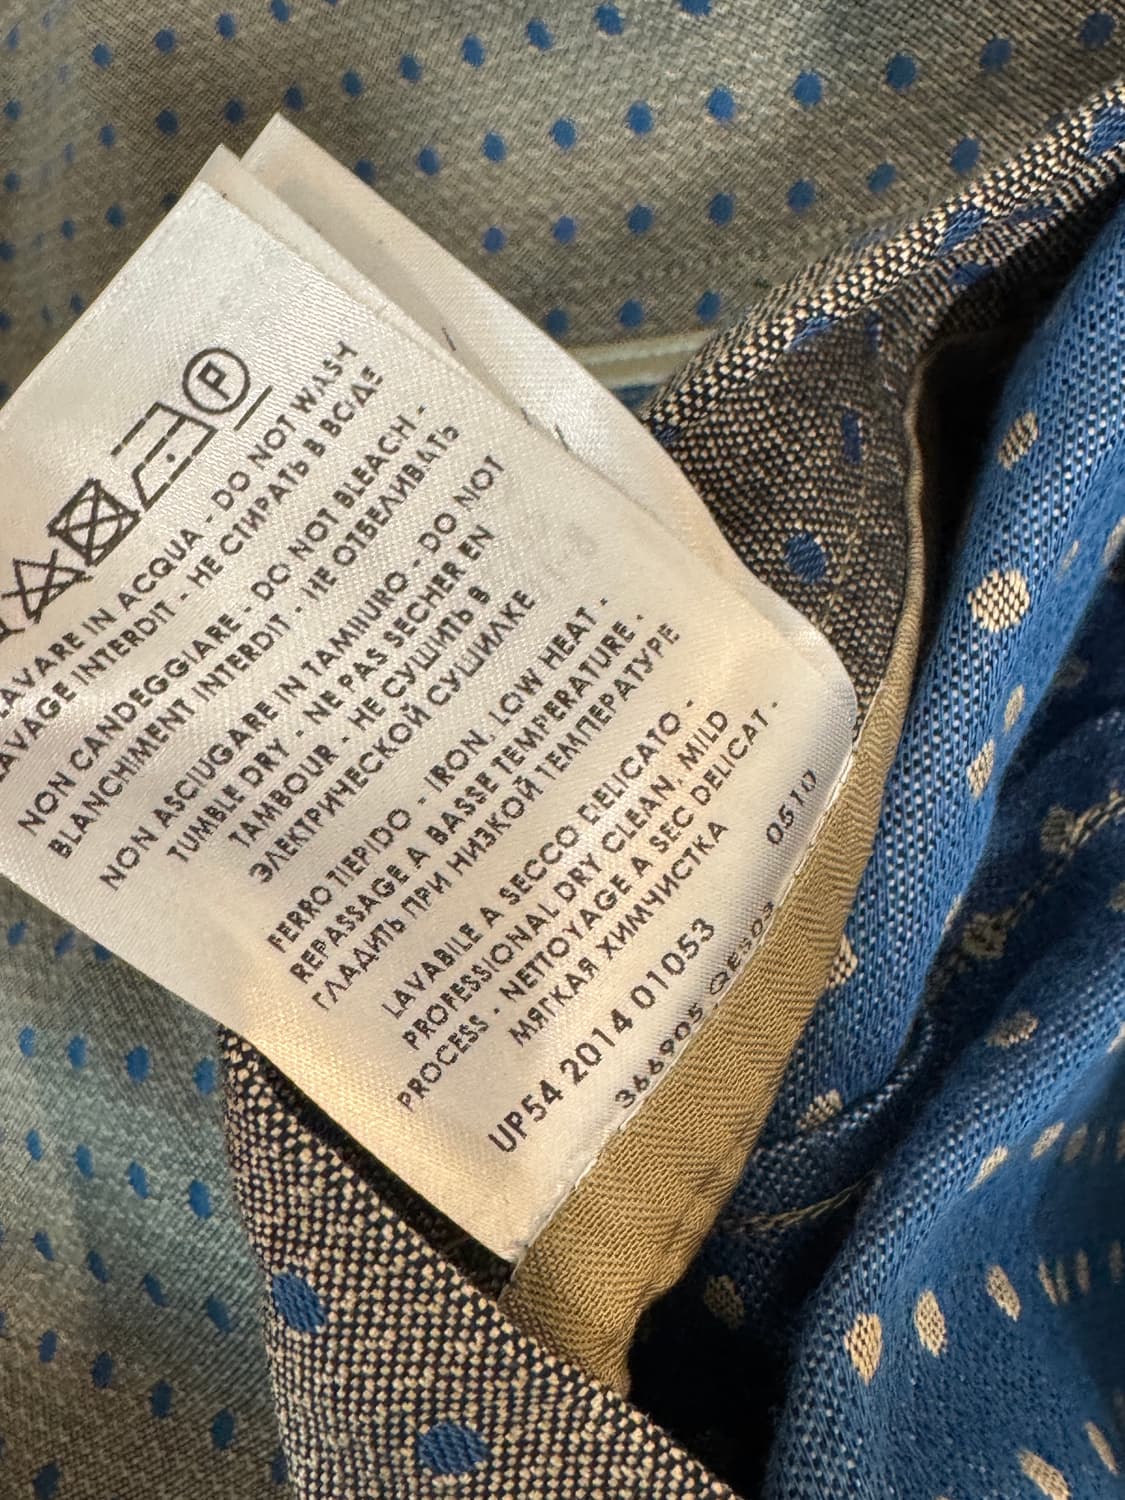 P
LAVARE IN ACQUA - DO NOT WASH
LAVAGE INTERDIT - НЕ СТИРАТЬ В ВОДЕ
NON CANDEGGIARE - DO NOT BLEACH -
BLANCHIMENT INTERDIT - НЕ ОТБЕЛИВАТЬ
NON ASCIUGARE IN TAMBURO - DO NOT
TUMBLE DRY - NE PAS SECHER EN
TAMBOUR - НЕ СУШИТЬ В
ЭЛЕКТРИЧЕСКОЙ СУШИЛКЕ
FERRO TIEPIDO - IRON, LOW HEAT -
REPASSAGE A BASSE TEMPERATURE -
ГЛАДИТЬ ПРИ НИЗКОЙ ТЕМПЕРАТУРЕ
LAVABILE A SECCO DELICATO -
PROFESSIONAL DRY CLEAN, MILD
PROCESS - NETTOYAGE A SEC DELICAT -
МЯГКАЯ ХИМЧИСТКА
0510
UP54 2014 01053
366905